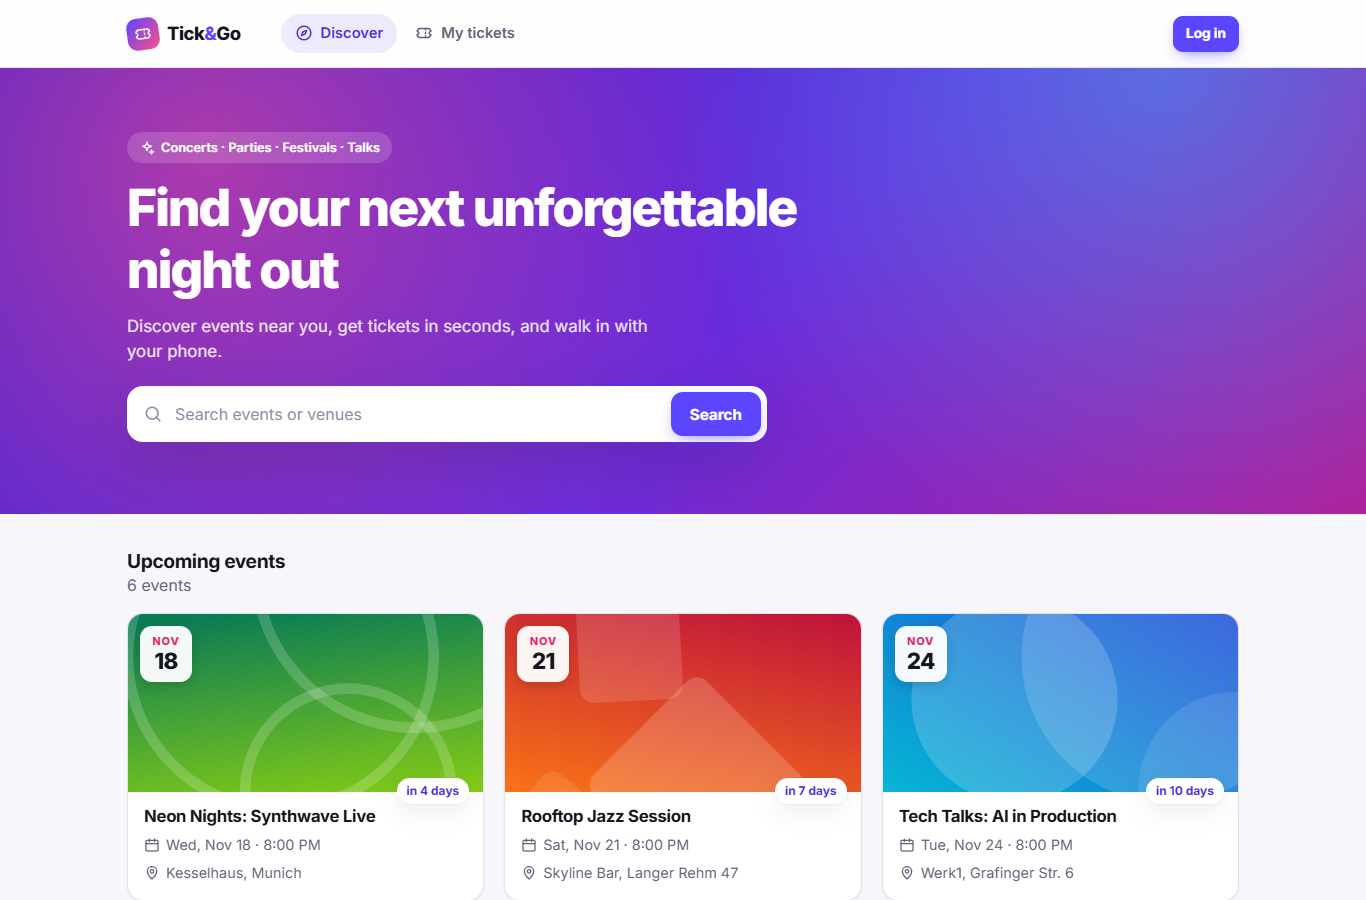 Tick&Go
Discover
My tickets
Log in
Concerts · Parties · Festivals · Talks
Find your next unforgettable
night out
Discover events near you, get tickets in seconds, and walk in with
your phone.
Search events or venues
Search
Upcoming events
6 events
NOV
18
in 4 days
Neon Nights: Synthwave Live
Wed, Nov 18 · 8:00 PM
Kesselhaus, Munich
NOV
21
in 7 days
Rooftop Jazz Session
Sat, Nov 21 · 8:00 PM
Skyline Bar, Langer Rehm 47
NOV
24
in 10 days
Tech Talks: AI in Production
Tue, Nov 24 · 8:00 PM
Werk1, Grafinger Str. 6